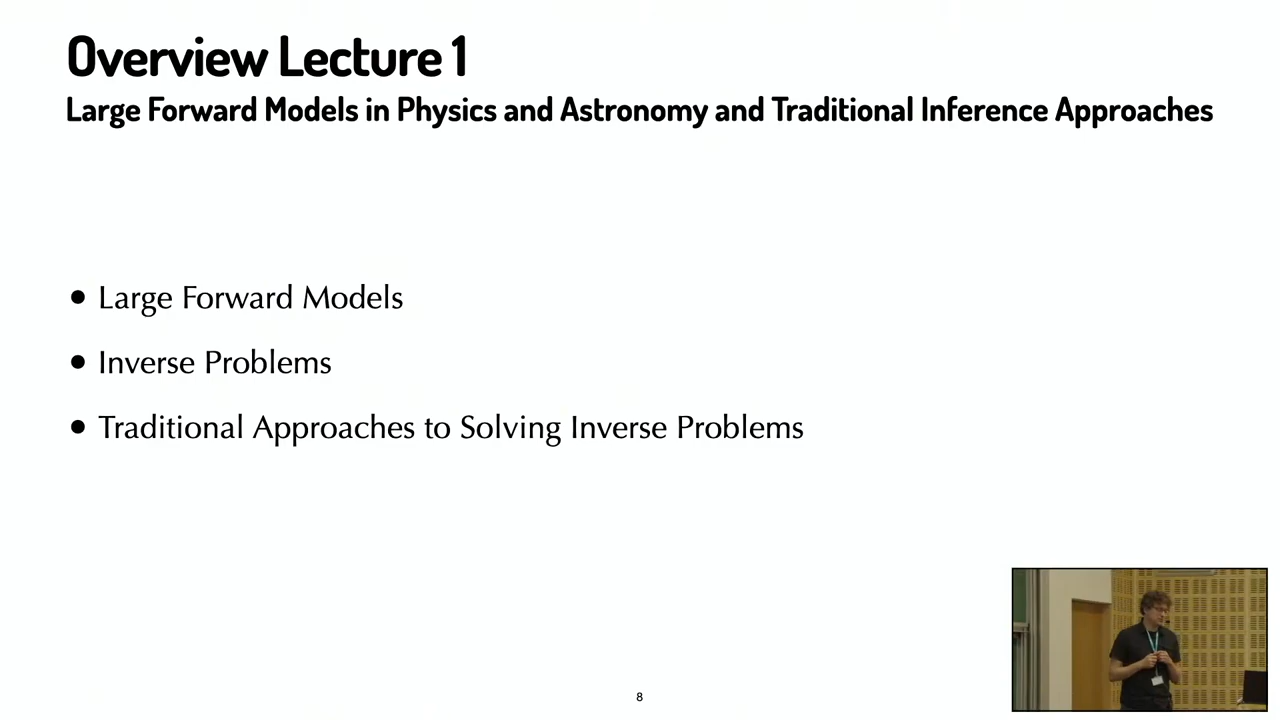 Overview Lecture 1
Large Forward Models in Physics and Astronomy and Traditional Inference Approaches
• Large Forward Models
• Inverse Problems
• Traditional Approaches to Solving Inverse Problems
8